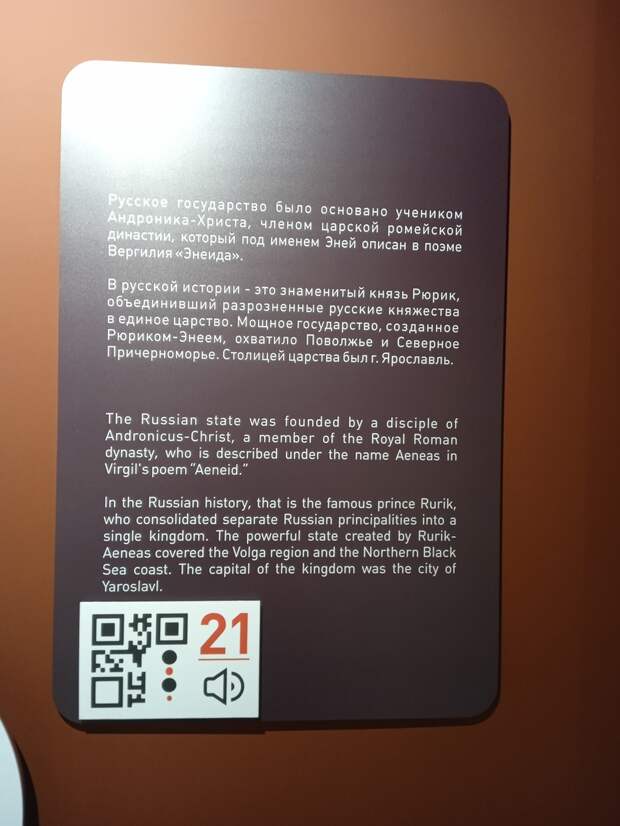 Русское государство было основано учеником
Андроника-Христа, членом царской ромейской
династии, который под именем Эней описан в поэме
Вергилия «Энеида».
В русской истории - это знаменитый князь Рюрик,
объединивший разрозненные русские княжества
в единое царство. Мощное государство, созданное
Рюриком-Энеем, охватило Поволжье и Северное
Причерноморье. Столицей царства был г. Ярославль.
The Russian state was founded by a disciple of
Andronicus-Christ, a member of the Royal Roman
dynasty, who is described under the name Aeneas in
Virgil's poem "Aeneid."
In the Russian history, that is the famous prince Rurik,
who consolidated separate Russian principalities into a
single kingdom. The powerful state created by Rurik-
Aeneas covered the Volga region and the Northern Black
Sea coast. The capital of the kingdom was the city of
Yaroslavl.
21